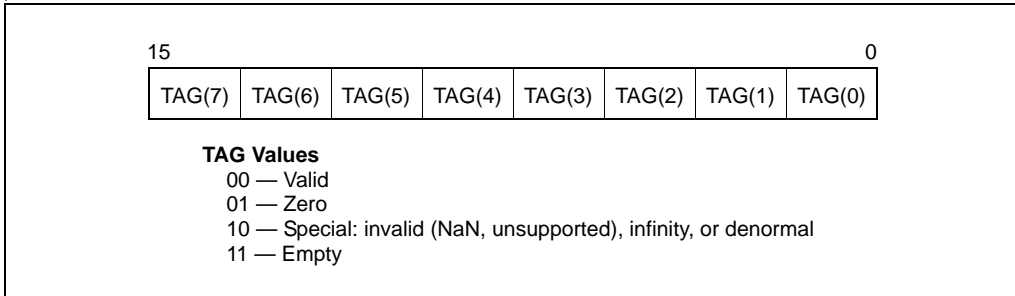 15 0
TAG(7) TAG(6) TAG(5) TAG(4) TAG(3) TAG(2) TAG(1) TAG(0)
TAG Values
00 — Valid
01 — Zero
10 — Special: invalid (NaN, unsupported), infinity, or denormal
11 — Empty